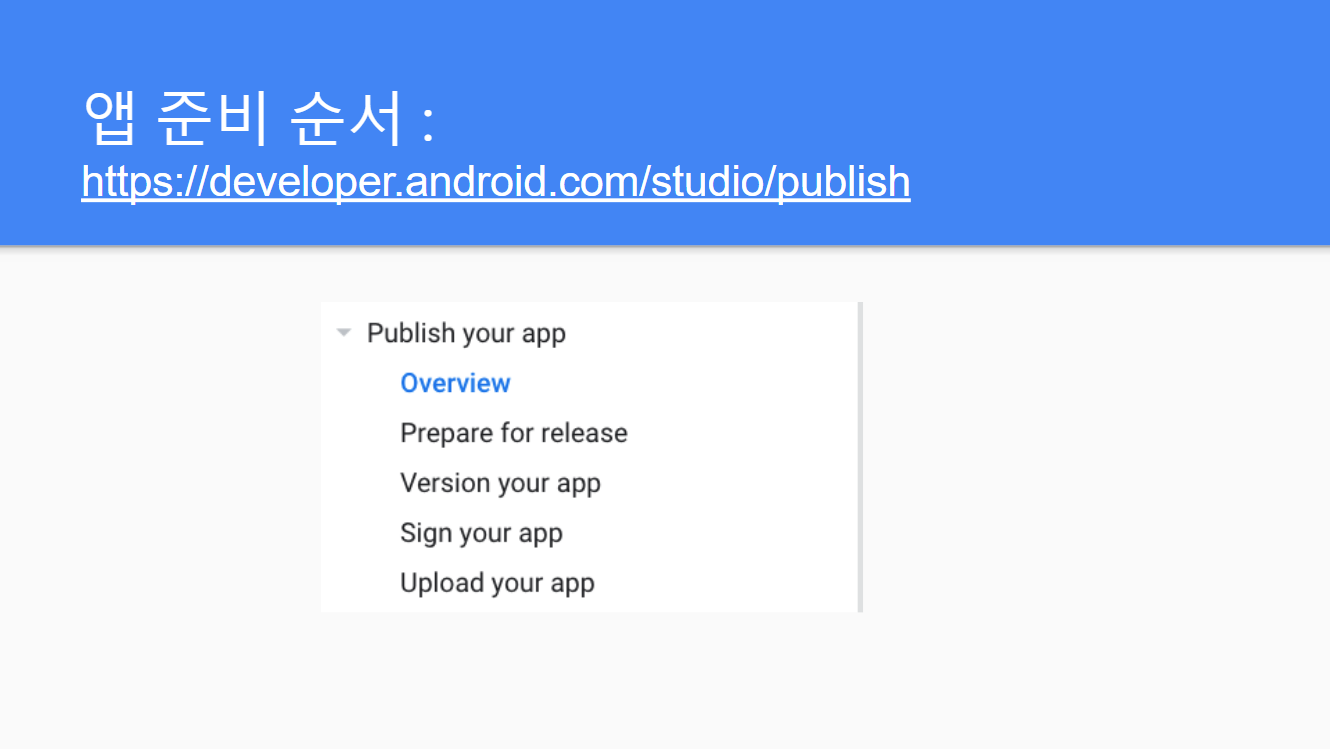 앱 준비 순서 :
https://developer.android.com/studio/publish
Publish your app
Overview
Prepare for release
Version your app
Sign your app
Upload your app